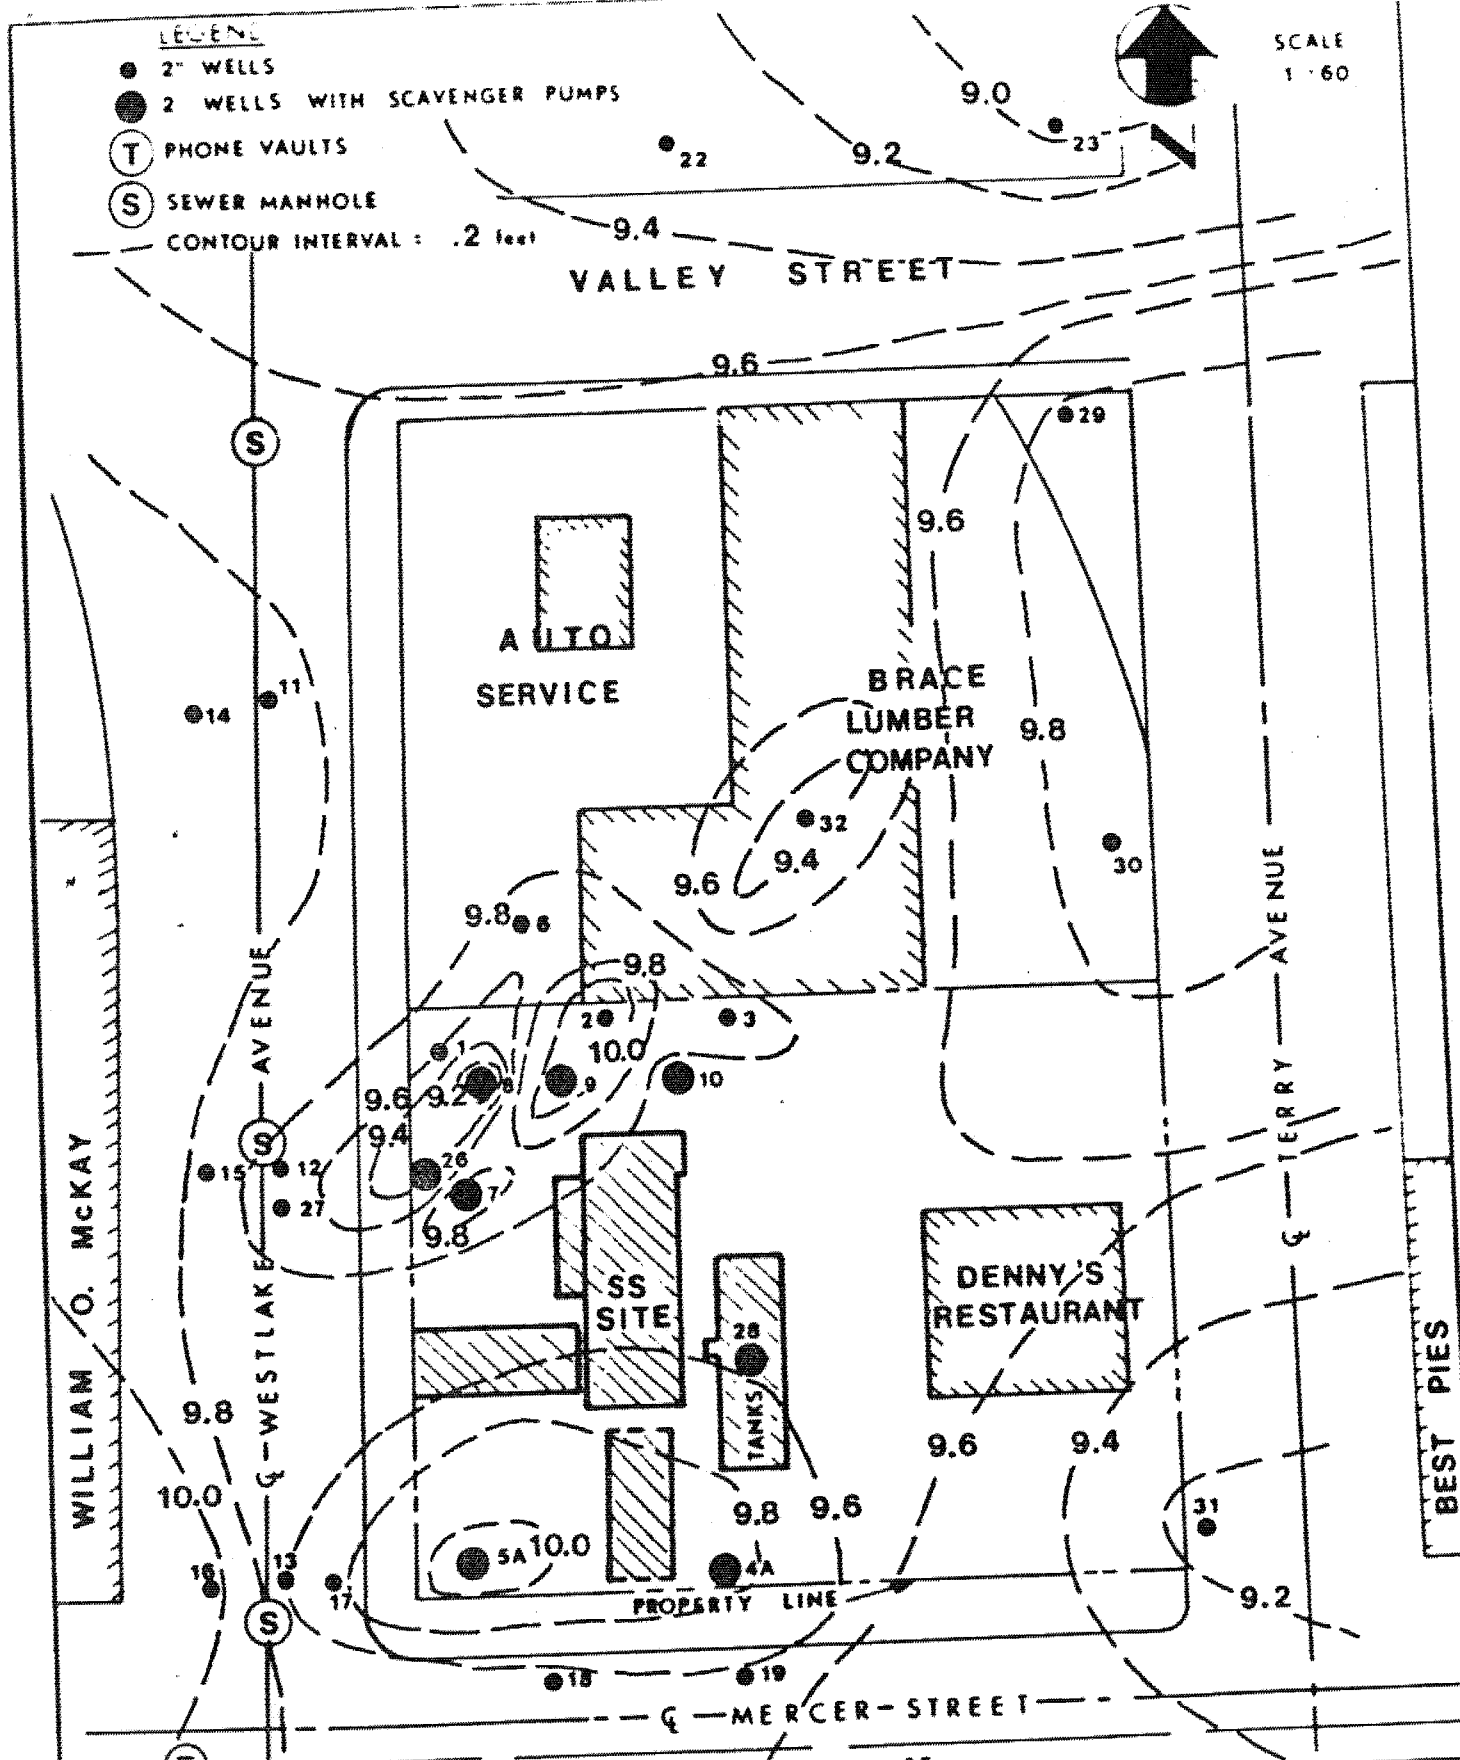 LEGEND
2" WELLS
2 WELLS WITH SCAVENGER PUMPS
T PHONE VAULTS
S SEWER MANHOLE
CONTOUR INTERVAL : .2 feet
SCALE
1 60
N
9.0
23
22
9.2
9.4
VALLEY STREET
9.6
S
29
9.6
AUTO
SERVICE
BRACE
LUMBER
COMPANY
9.8
11
14
32
9.4
9.6
30
9.8
6
9.8
2
3
10.0
1
8
9
10
9.6
9.2
9.4
S
15
12
26
27
7
9.8
℄ WESTLAKE AVENUE
℄ TERRY AVENUE
WILLIAM O. McKAY
SS
SITE
28
TANKS
DENNY'S
RESTAURANT
BEST PIES
9.8
10.0
9.6
9.4
9.8
9.6
31
5A
10.0
4A
16
13
17
9.2
PROPERTY LINE
S
18
19
℄ MERCER STREET